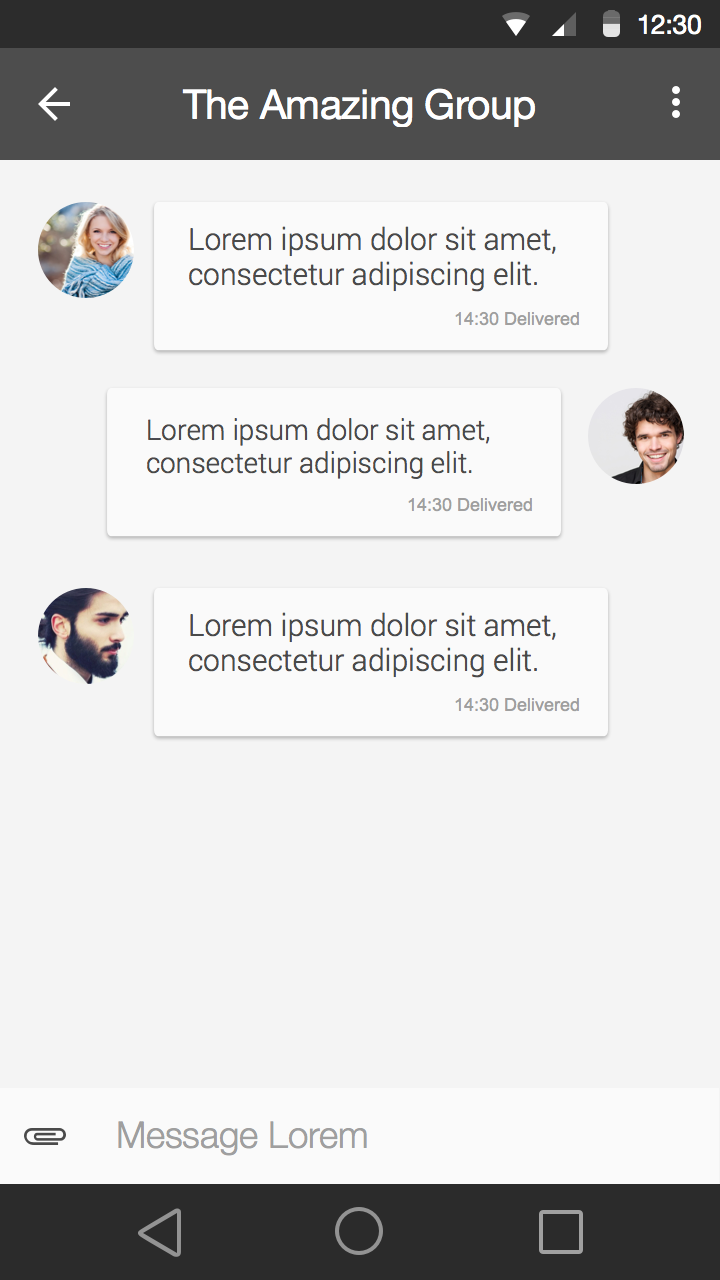 12:30
The Amazing Group
Lorem ipsum dolor sit amet,
consectetur adipiscing elit.
14:30 Delivered
Lorem ipsum dolor sit amet,
consectetur adipiscing elit.
14:30 Delivered
Lorem ipsum dolor sit amet,
consectetur adipiscing elit.
14:30 Delivered
Message Lorem